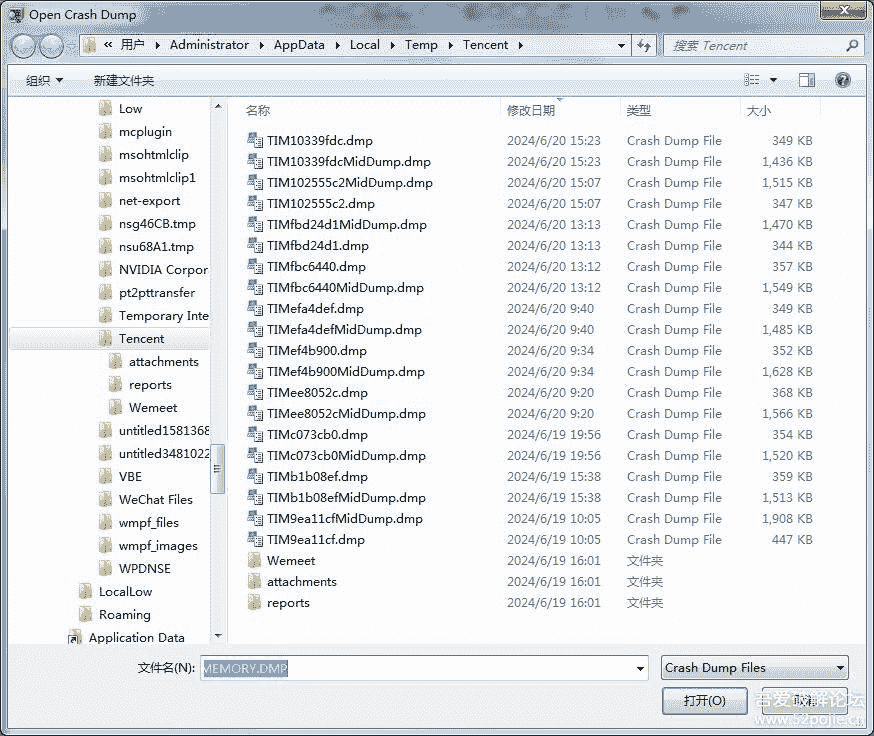 Open Crash Dump
« 用户 Administrator AppData Local Temp Tencent
搜索 Tencent
组织 新建文件夹
Low
mcplugin
msohtmlclip
msohtmlclip1
net-export
nsg46CB.tmp
nsu68A1.tmp
NVIDIA Corpor
pt2pttransfer
Temporary Inte
Tencent
attachments
reports
Wemeet
untitled1581368
untitled3481022
VBE
WeChat Files
wmpf_files
wmpf_images
WPDNSE
LocalLow
Roaming
Application Data
名称 修改日期 类型 大小
TIM10339fdc.dmp 2024/6/20 15:23 Crash Dump File 349 KB
TIM10339fdcMidDump.dmp 2024/6/20 15:23 Crash Dump File 1,436 KB
TIM102555c2MidDump.dmp 2024/6/20 15:07 Crash Dump File 1,515 KB
TIM102555c2.dmp 2024/6/20 15:07 Crash Dump File 347 KB
TIMfbd24d1MidDump.dmp 2024/6/20 13:13 Crash Dump File 1,470 KB
TIMfbd24d1.dmp 2024/6/20 13:13 Crash Dump File 344 KB
TIMfbc6440.dmp 2024/6/20 13:12 Crash Dump File 357 KB
TIMfbc6440MidDump.dmp 2024/6/20 13:12 Crash Dump File 1,549 KB
TIMefa4def.dmp 2024/6/20 9:40 Crash Dump File 349 KB
TIMefa4defMidDump.dmp 2024/6/20 9:40 Crash Dump File 1,485 KB
TIMef4b900.dmp 2024/6/20 9:34 Crash Dump File 352 KB
TIMef4b900MidDump.dmp 2024/6/20 9:34 Crash Dump File 1,628 KB
TIMee8052c.dmp 2024/6/20 9:20 Crash Dump File 368 KB
TIMee8052cMidDump.dmp 2024/6/20 9:20 Crash Dump File 1,566 KB
TIMc073cb0.dmp 2024/6/19 19:56 Crash Dump File 354 KB
TIMc073cb0MidDump.dmp 2024/6/19 19:56 Crash Dump File 1,520 KB
TIMb1b08ef.dmp 2024/6/19 15:38 Crash Dump File 359 KB
TIMb1b08efMidDump.dmp 2024/6/19 15:38 Crash Dump File 1,513 KB
TIM9ea11cfMidDump.dmp 2024/6/19 10:05 Crash Dump File 1,908 KB
TIM9ea11cf.dmp 2024/6/19 10:05 Crash Dump File 447 KB
Wemeet 2024/6/19 16:01 文件夹
attachments 2024/6/19 16:01 文件夹
reports 2024/6/19 16:01 文件夹
文件名(N): MEMORY.DMP Crash Dump Files
打开(O) 取消
吾爱破解论坛
www.52pojie.cn